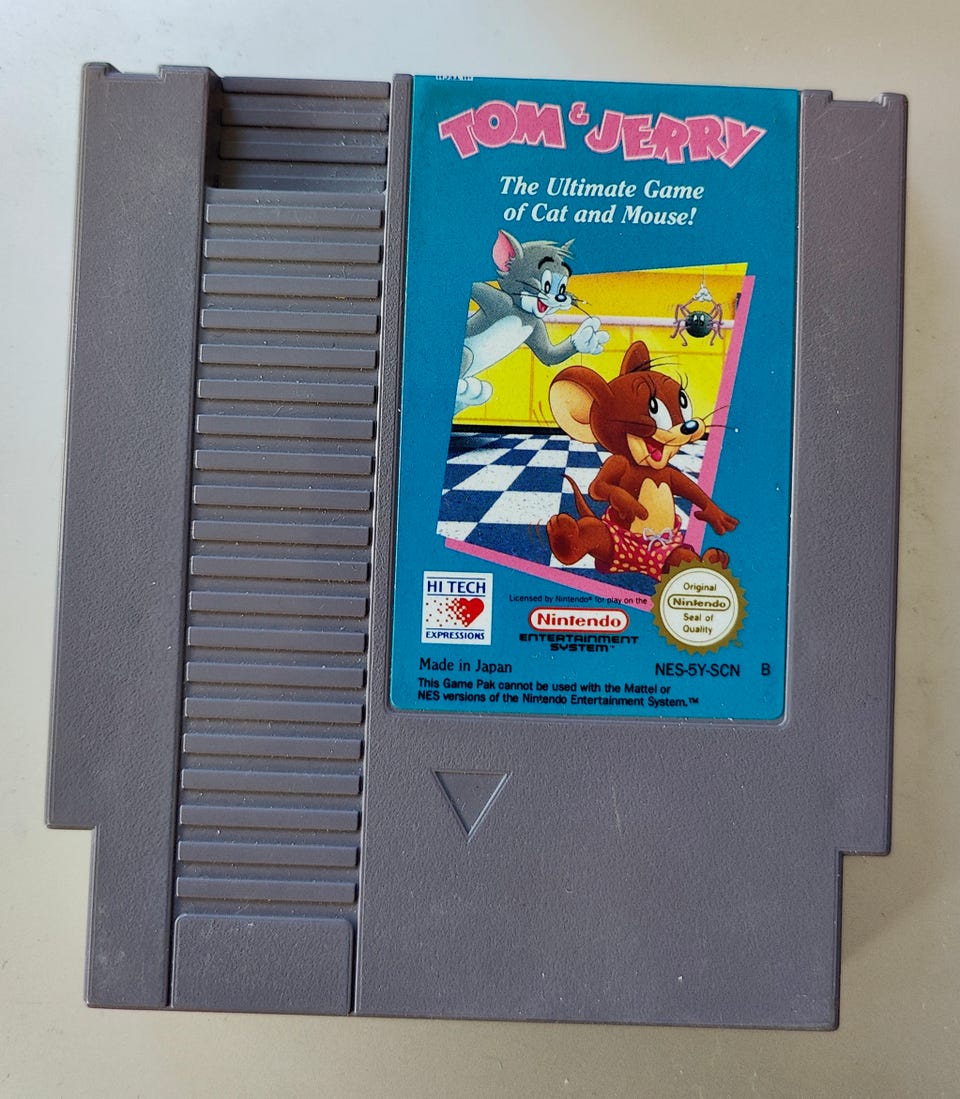 TOM & JERRY
The Ultimate Game
of Cat and Mouse!
HI TECH
EXPRESSIONS
Licensed by Nintendo® for play on the
Nintendo
ENTERTAINMENT
SYSTEM™
Original
Nintendo
Seal of
Quality
Made in Japan
NES-5Y-SCN B
This Game Pak cannot be used with the Mattel or
NES versions of the Nintendo Entertainment System.™